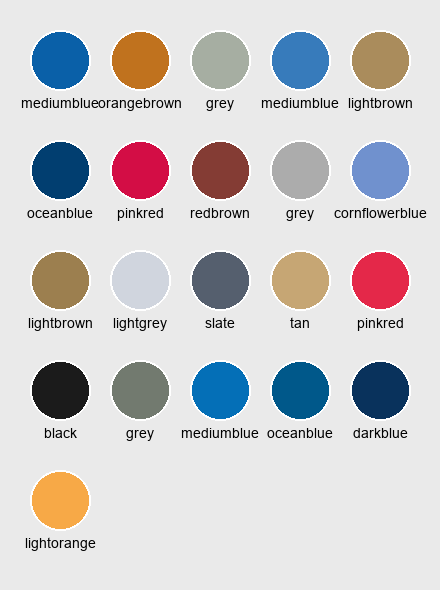 mediumblue orangebrown grey mediumblue lightbrown
oceanblue pinkred redbrown grey cornflowerblue
lightbrown lightgrey slate tan pinkred
black grey mediumblue oceanblue darkblue
lightorange